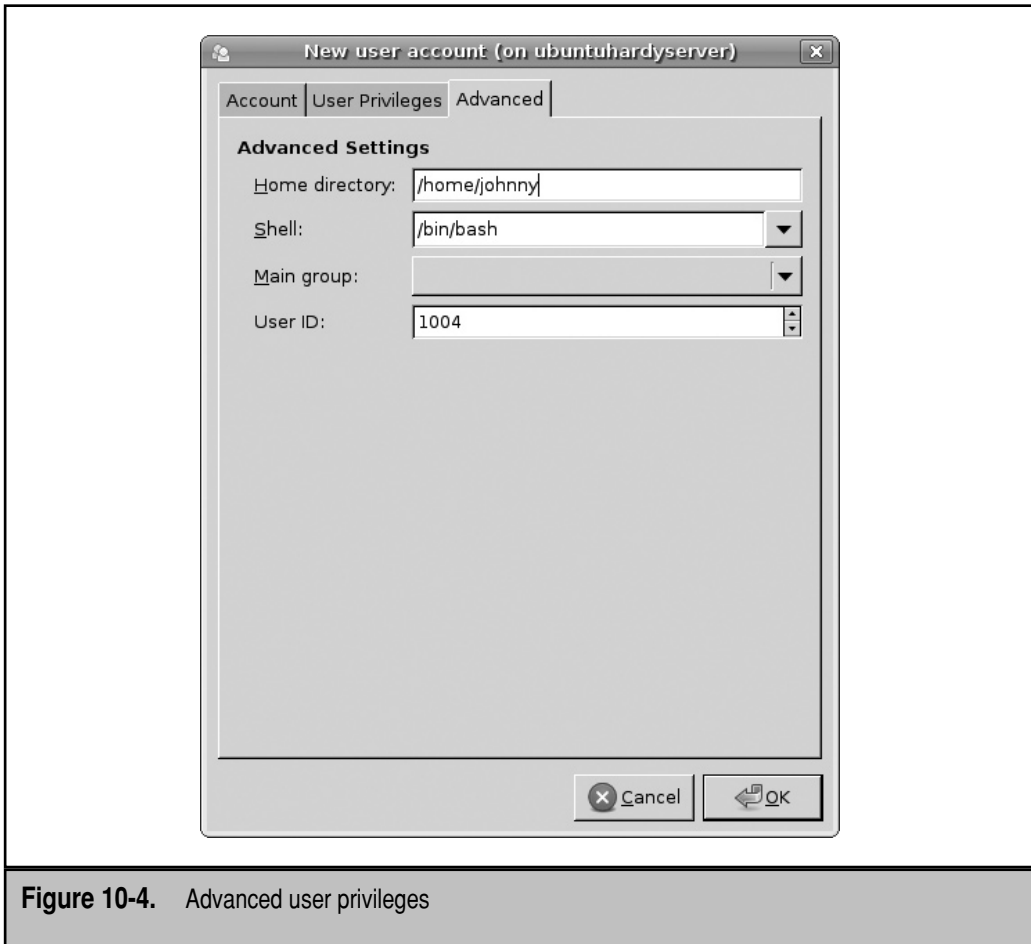 New user account (on ubuntuhardyserver)
Account User Privileges Advanced
Advanced Settings
Home directory: /home/johnny
Shell: /bin/bash
Main group:
User ID: 1004
Cancel OK
Figure 10-4. Advanced user privileges